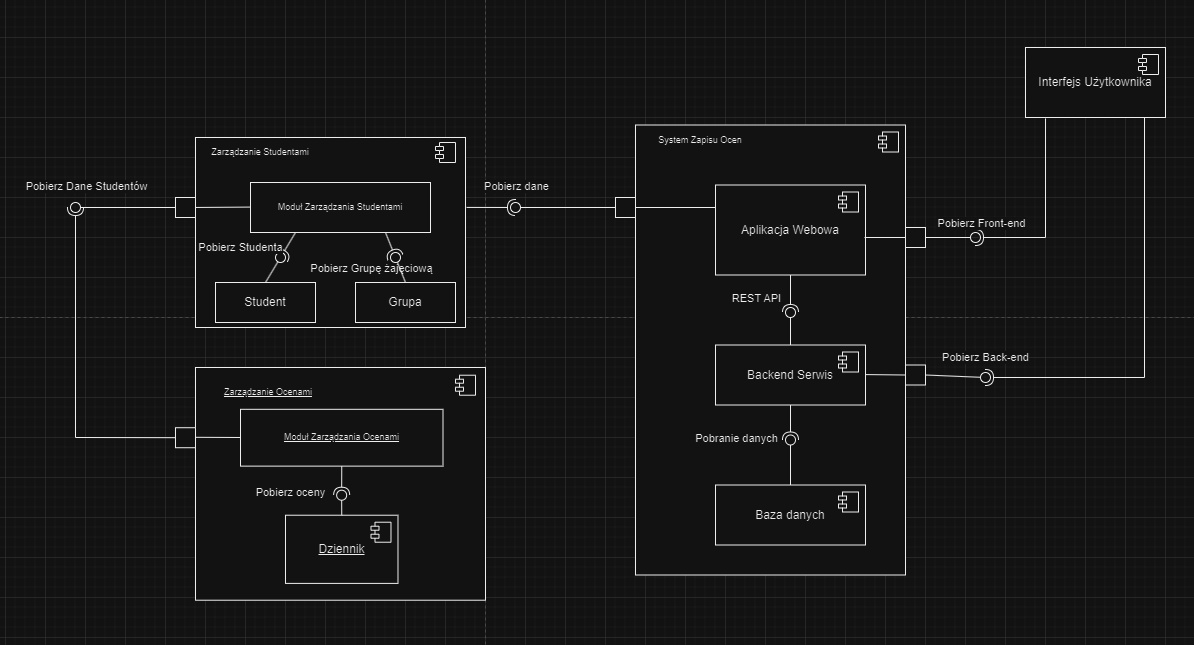 Interfejs Użytkownika
Zarządzanie Studentami
System Zapisu Ocen
Pobierz Dane Studentów
Moduł Zarządzania Studentami
Pobierz dane
Aplikacja Webowa
Pobierz Front-end
Pobierz Studenta
Pobierz Grupę zajęciową
Student
Grupa
REST API
Pobierz Back-end
Backend Serwis
Zarządzanie Ocenami
Moduł Zarządzania Ocenami
Pobranie danych
Pobierz oceny
Baza danych
Dziennik